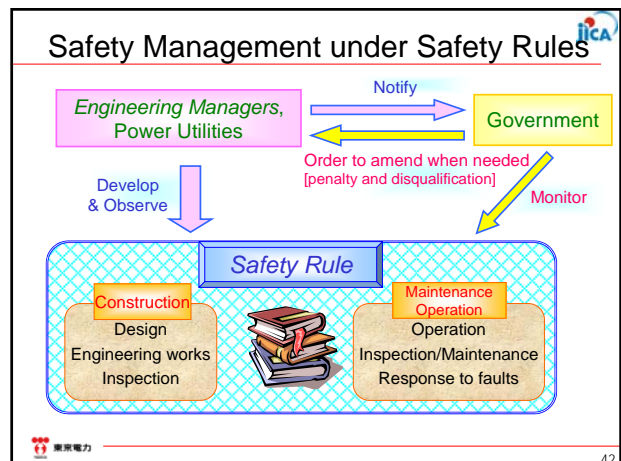 jica
Safety Management under Safety Rules
Notify
Engineering Managers,
Power Utilities
Government
Order to amend when needed
[penalty and disqualification]
Develop
& Observe
Monitor
Safety Rule
Construction
Design
Engineering works
Inspection
Maintenance
Operation
Operation
Inspection/Maintenance
Response to faults
東京電力
42